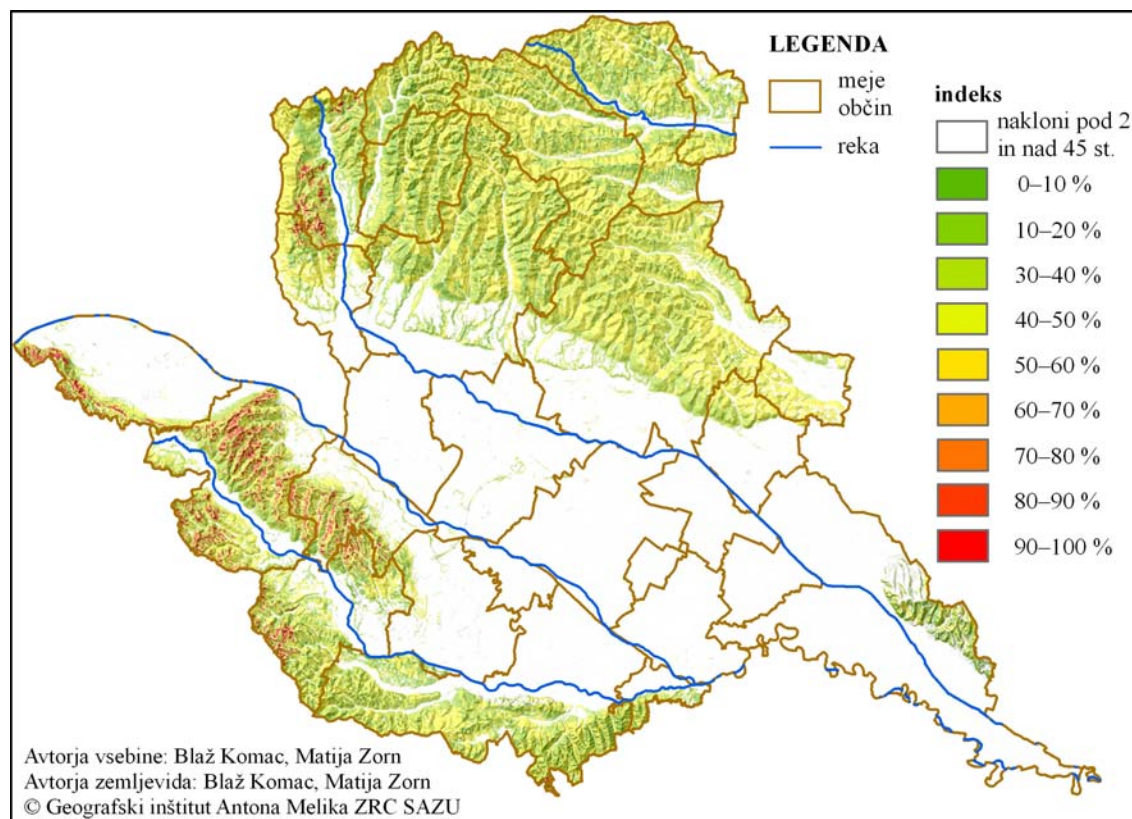 LEGENDA
meje
občin
reka
indeks
nakloni pod 2
in nad 45 st.
0–10 %
10–20 %
30–40 %
40–50 %
50–60 %
60–70 %
70–80 %
80–90 %
90–100 %
Avtorja vsebine: Blaž Komac, Matija Zorn
Avtorja zemljevida: Blaž Komac, Matija Zorn
© Geografski inštitut Antona Melika ZRC SAZU